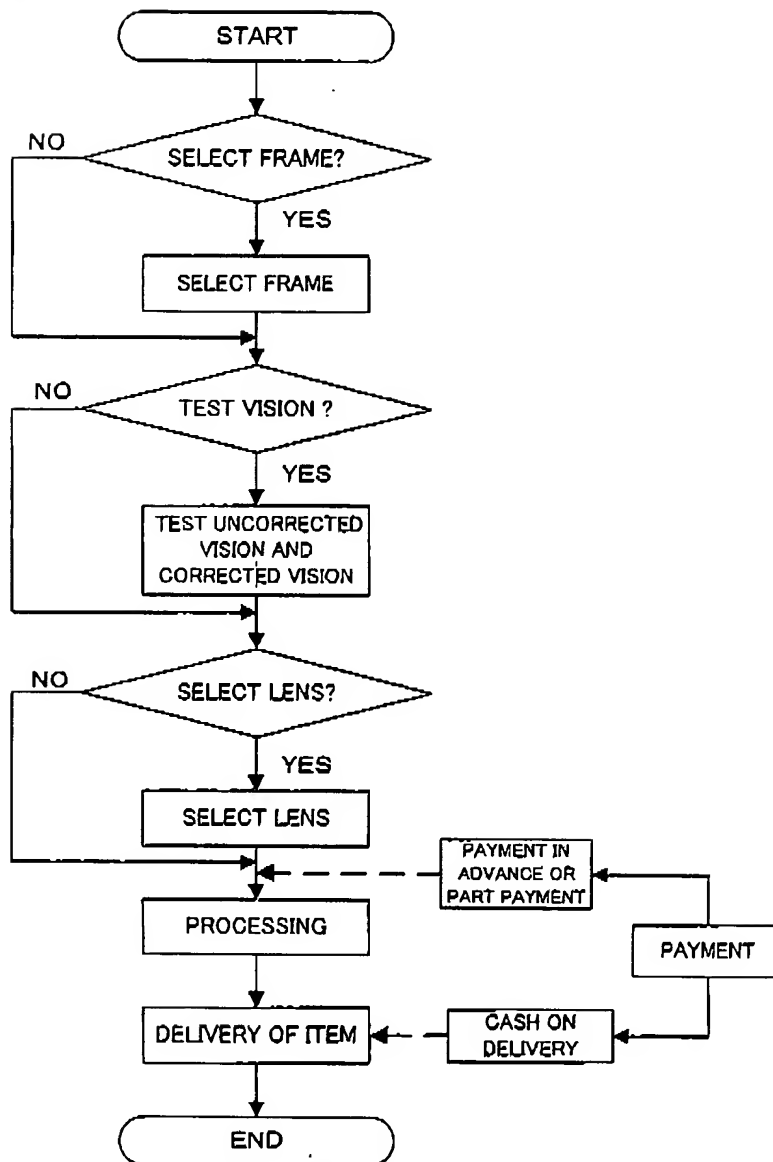 START
NO
SELECT FRAME?
YES
SELECT FRAME
NO
TEST VISION ?
YES
TEST UNCORRECTED
VISION AND
CORRECTED VISION
NO
SELECT LENS?
YES
SELECT LENS
PAYMENT IN
ADVANCE OR
PART PAYMENT
PROCESSING
PAYMENT
DELIVERY OF ITEM
CASH ON
DELIVERY
END